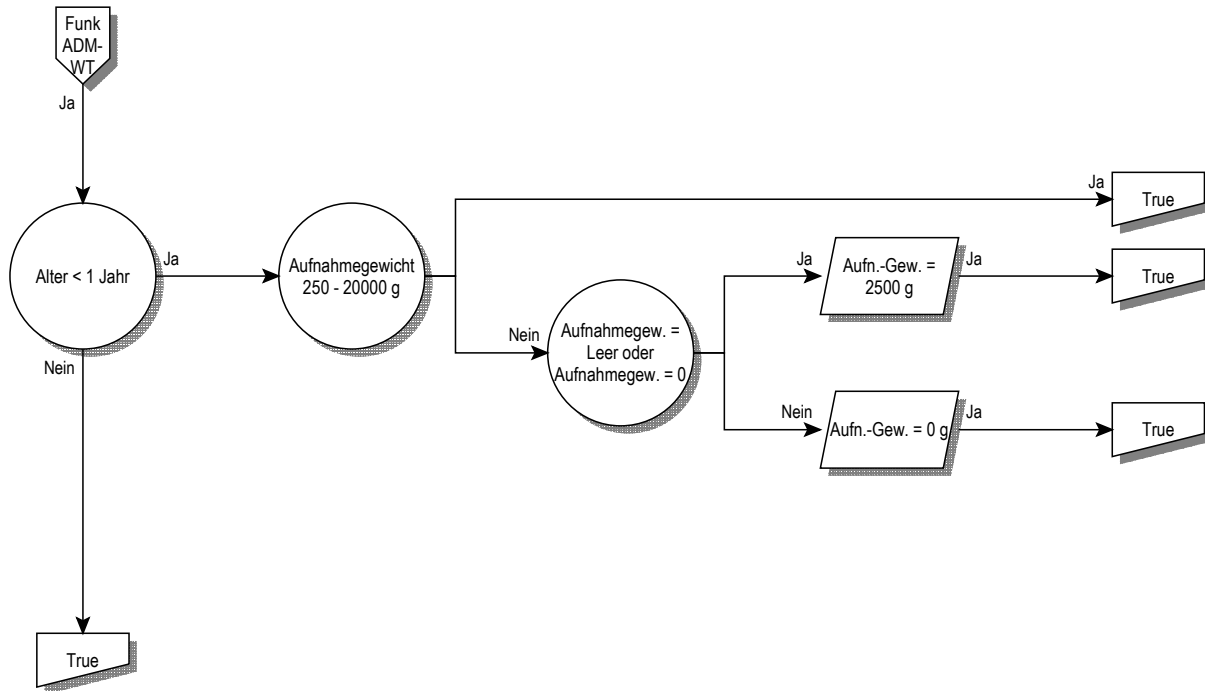 Funk
ADM-
WT
Ja
Ja
True
Alter < 1 Jahr
Ja
Aufnahmegewicht
250 - 20000 g
Ja
Aufn.-Gew. =
2500 g
Ja
True
Nein
Aufnahmegew. =
Leer oder
Aufnahmegew. = 0
Nein
Nein
Aufn.-Gew. = 0 g
Ja
True
True